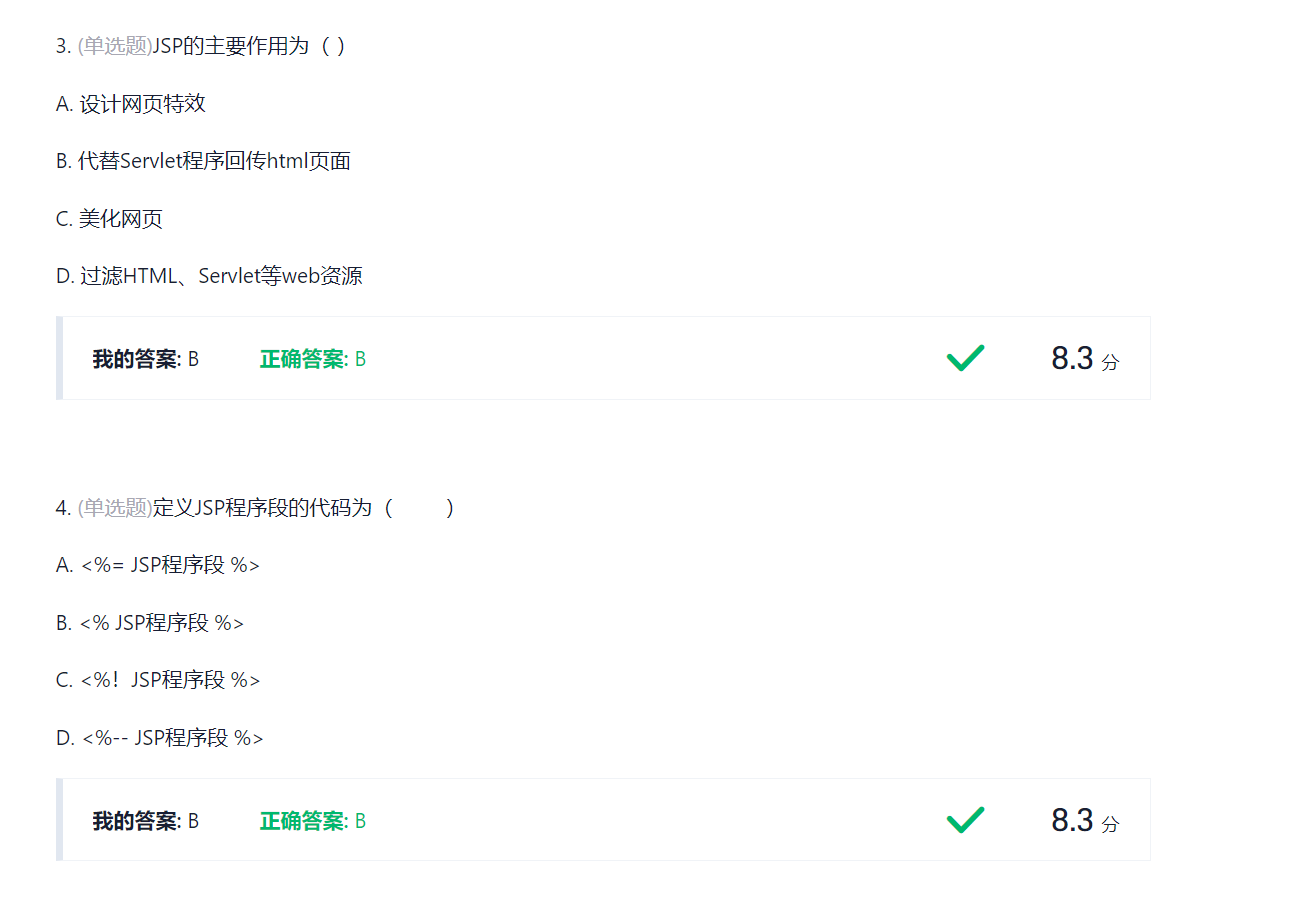 3. (单选题)JSP的主要作用为（ ）
A. 设计网页特效
B. 代替Servlet程序回传html页面
C. 美化网页
D. 过滤HTML、Servlet等web资源
我的答案: B 正确答案: B 8.3 分
4. (单选题)定义JSP程序段的代码为（ ）
A. <%= JSP程序段 %>
B. <% JSP程序段 %>
C. <%！JSP程序段 %>
D. <%-- JSP程序段 %>
我的答案: B 正确答案: B 8.3 分